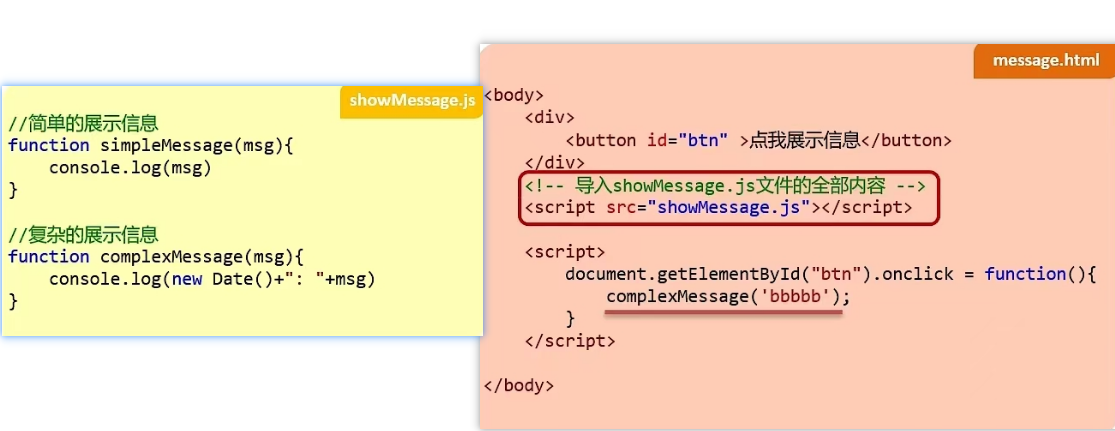 showMessage.js
//简单的展示信息
function simpleMessage(msg){
    console.log(msg)
}
//复杂的展示信息
function complexMessage(msg){
    console.log(new Date()+": "+msg)
}
message.html
<body>
    <div>
        <button id="btn" >点我展示信息</button>
    </div>
    <!-- 导入showMessage.js文件的全部内容 -->
    <script src="showMessage.js"></script>
    <script>
        document.getElementById("btn").onclick = function(){
            complexMessage('bbbbb');
        }
    </script>
</body>